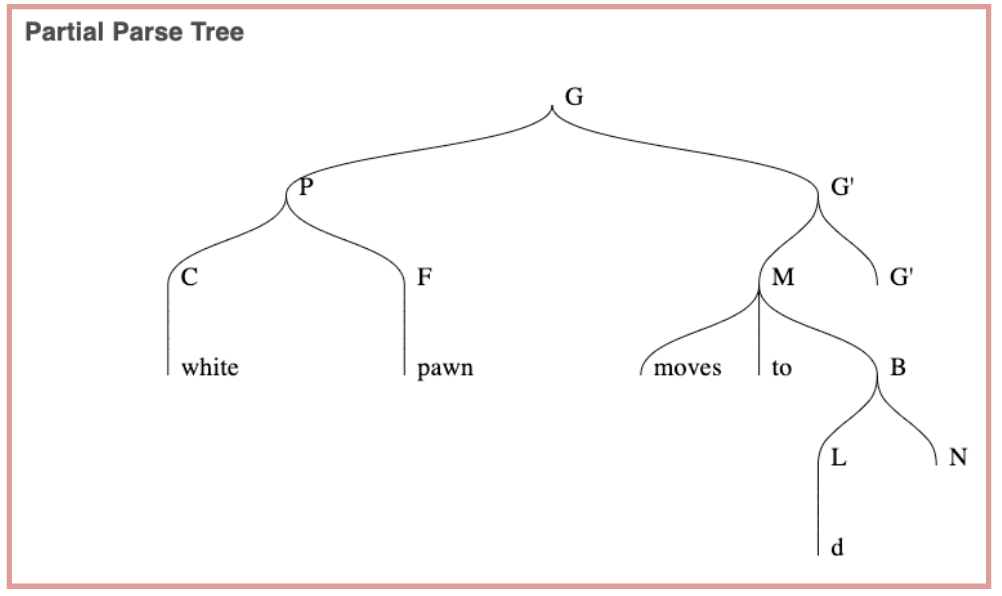 Partial Parse Tree
G
P G'
C F M G'
white pawn moves to B
L N
d